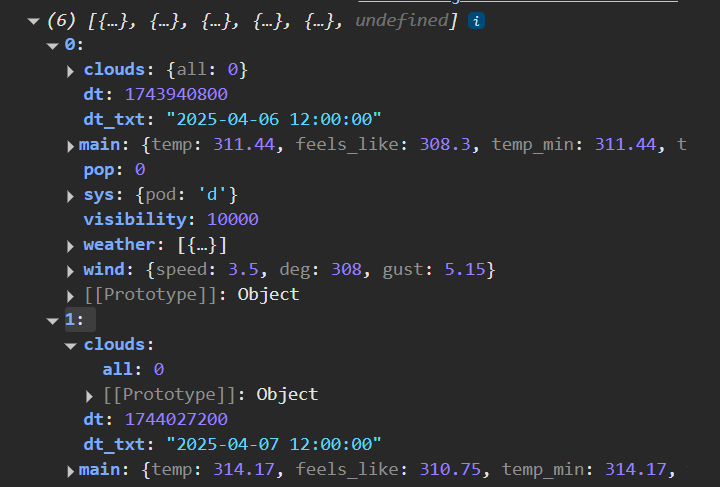 (6) [{…}, {…}, {…}, {…}, {…}, undefined] i
0:
clouds: {all: 0}
dt: 1743940800
dt_txt: "2025-04-06 12:00:00"
main: {temp: 311.44, feels_like: 308.3, temp_min: 311.44, t
pop: 0
sys: {pod: 'd'}
visibility: 10000
weather: [{…}]
wind: {speed: 3.5, deg: 308, gust: 5.15}
[[Prototype]]: Object
1:
clouds:
all: 0
[[Prototype]]: Object
dt: 1744027200
dt_txt: "2025-04-07 12:00:00"
main: {temp: 314.17, feels_like: 310.75, temp_min: 314.17,